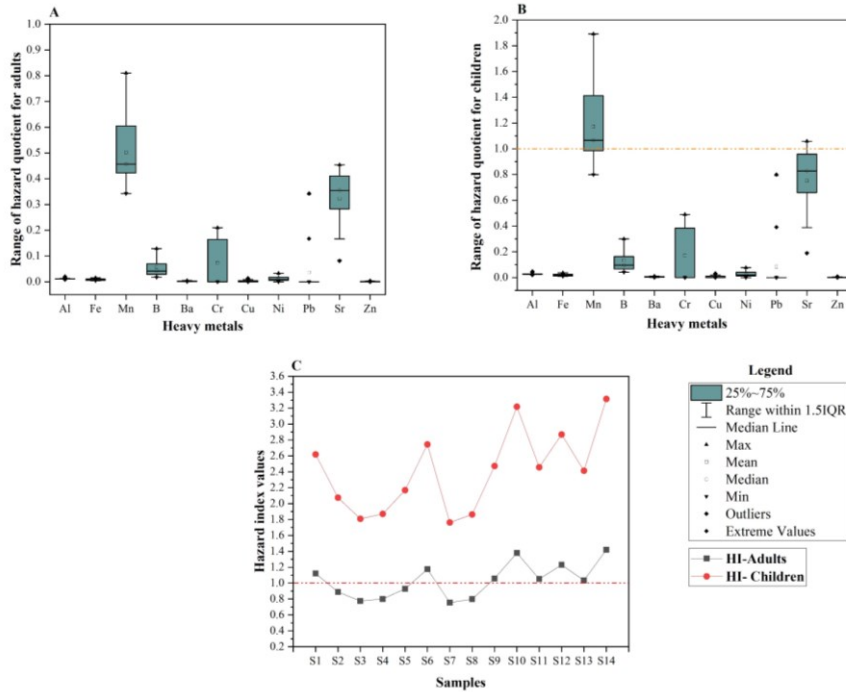 A
Range of hazard quotient for adults
1.0
0.9
0.8
0.7
0.6
0.5
0.4
0.3
0.2
0.1
0.0
Al Fe Mn B Ba Cr Cu Ni Pb Sr Zn
Heavy metals
B
Range of hazard quotient for children
2.0
1.8
1.6
1.4
1.2
1.0
0.8
0.6
0.4
0.2
0.0
Al Fe Mn B Ba Cr Cu Ni Pb Sr Zn
Heavy metals
C
Hazard index values
3.6
3.4
3.2
3.0
2.8
2.6
2.4
2.2
2.0
1.8
1.6
1.4
1.2
1.0
0.8
0.6
0.4
0.2
S1 S2 S3 S4 S5 S6 S7 S8 S9 S10 S11 S12 S13 S14
Samples
Legend
25%~75%
Range within 1.5IQR
Median Line
Max
Mean
Median
Min
Outliers
Extreme Values
HI-Adults
HI- Children